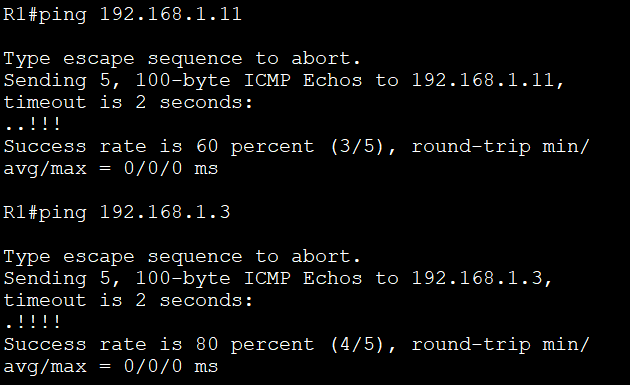 R1#ping 192.168.1.11
Type escape sequence to abort.
Sending 5, 100-byte ICMP Echos to 192.168.1.11,
timeout is 2 seconds:
..!!!
Success rate is 60 percent (3/5), round-trip min/
avg/max = 0/0/0 ms
R1#ping 192.168.1.3
Type escape sequence to abort.
Sending 5, 100-byte ICMP Echos to 192.168.1.3,
timeout is 2 seconds:
.!!!!
Success rate is 80 percent (4/5), round-trip min/
avg/max = 0/0/0 ms